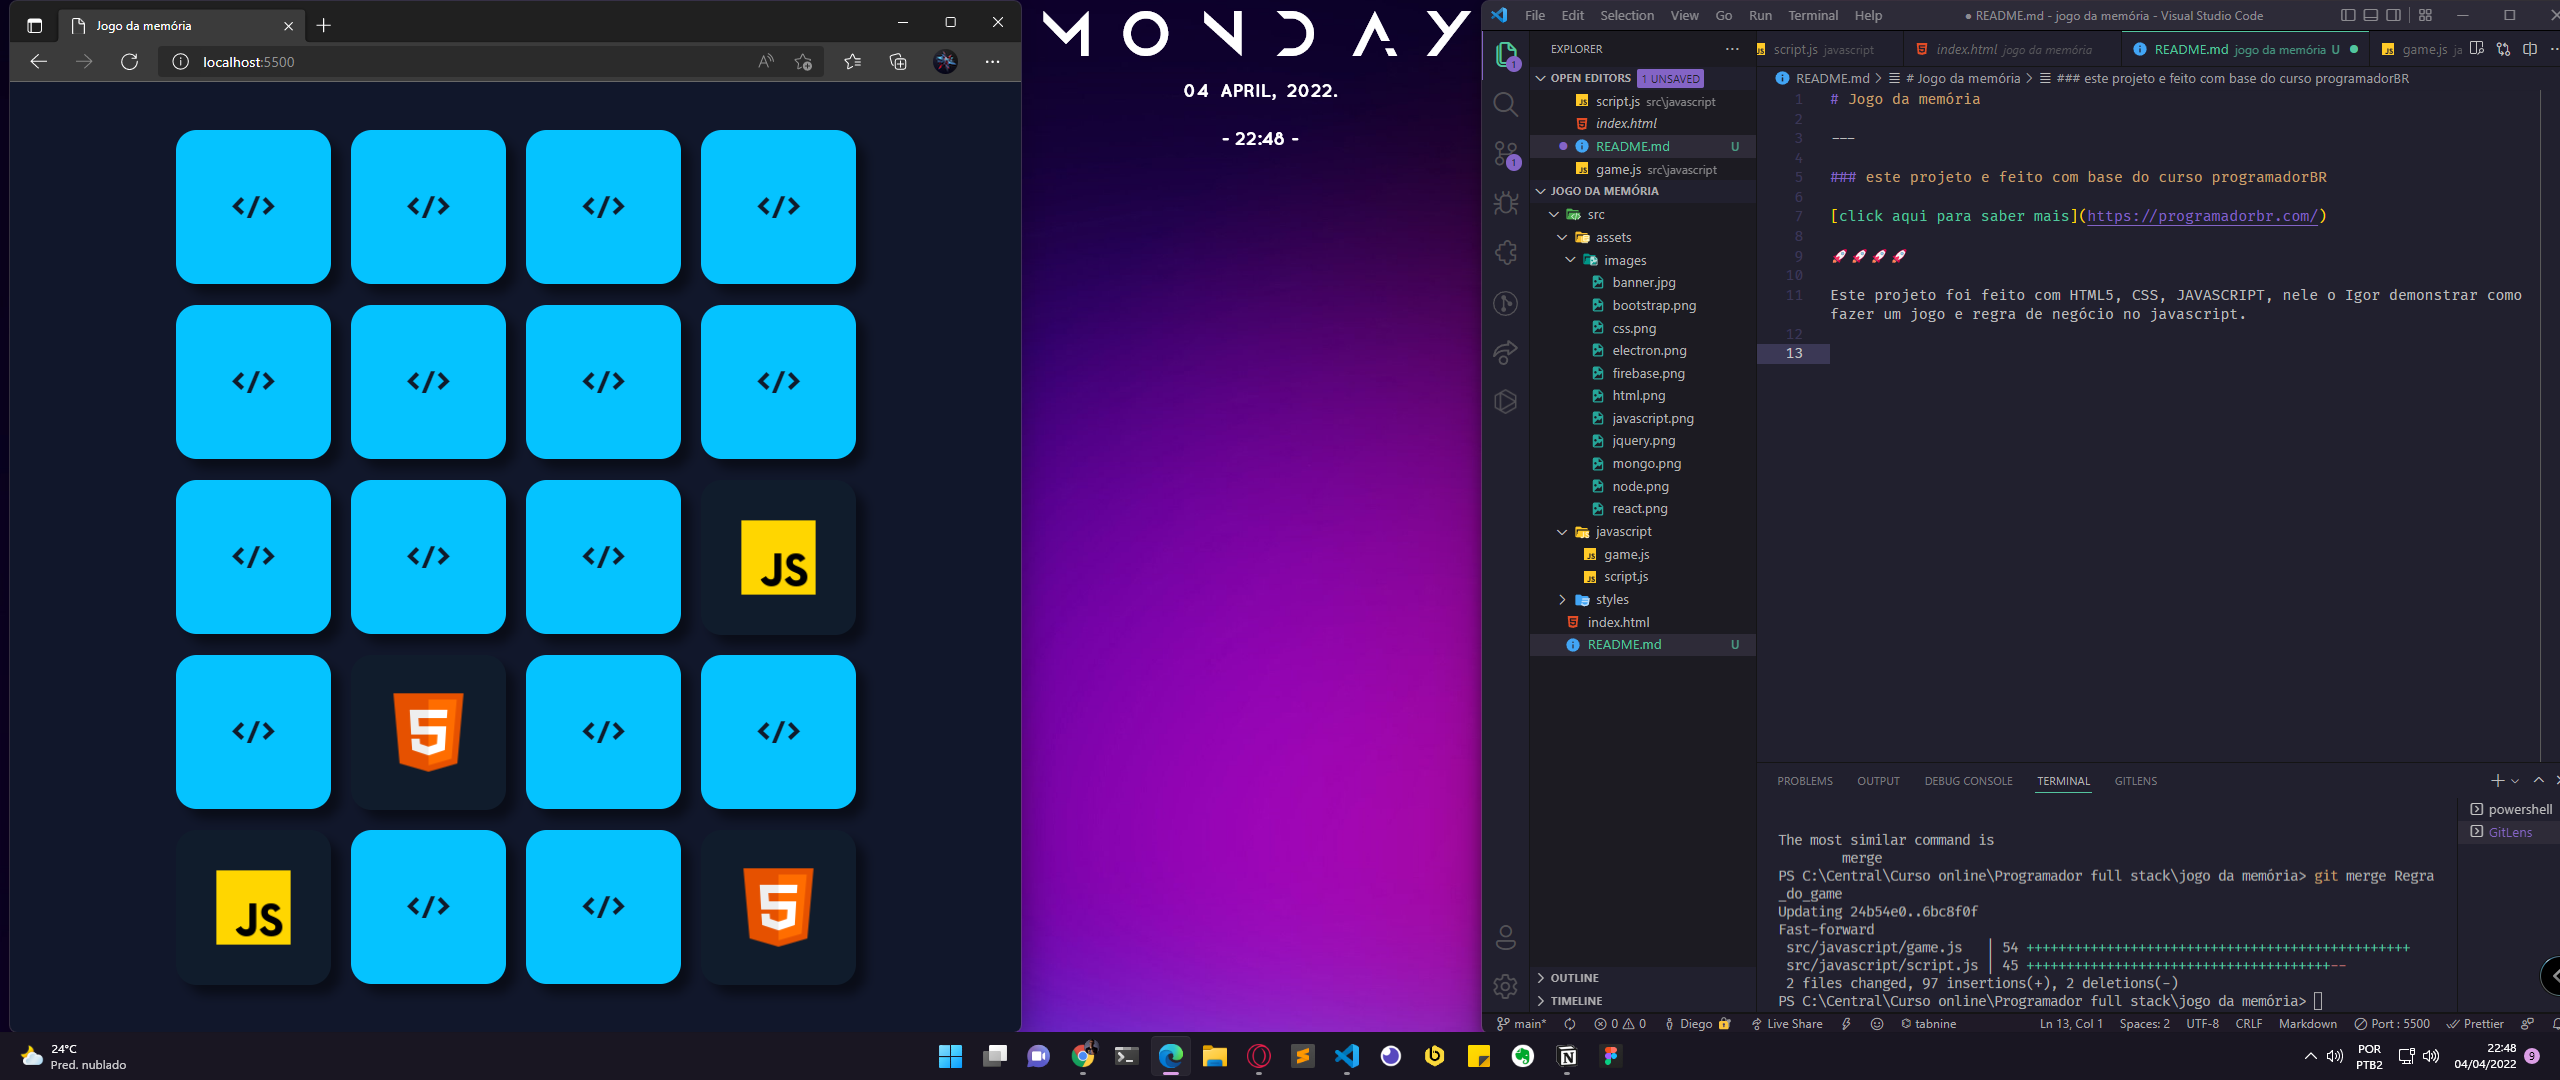 Jogo da memória
localhost:5500
</>
</>
</>
</>
</>
</>
</>
</>
</>
</>
</>
JS
</>
5
</>
</>
JS
</>
</>
5
MONDAY
04 APRIL, 2022.
- 22:48 -
File Edit Selection View Go Run Terminal Help
● README.md - jogo da memória - Visual Studio Code
EXPLORER
OPEN EDITORS 1 UNSAVED
script.js src\javascript
index.html
README.md U
game.js src\javascript
JOGO DA MEMÓRIA
src
assets
images
banner.jpg
bootstrap.png
css.png
electron.png
firebase.png
html.png
javascript.png
jquery.png
mongo.png
node.png
react.png
javascript
game.js
script.js
styles
index.html
README.md U
OUTLINE
TIMELINE
script.js javascript
index.html jogo da memória
README.md jogo da memória U
game.js ja
README.md > # Jogo da memória > ### este projeto e feito com base do curso programadorBR
1 # Jogo da memória
2
3 ---
4
5 ### este projeto e feito com base do curso programadorBR
6
7 [click aqui para saber mais](https://programadorbr.com/)
8
9 🚀🚀🚀🚀
10
11 Este projeto foi feito com HTML5, CSS, JAVASCRIPT, nele o Igor demonstrar como
fazer um jogo e regra de negócio no javascript.
12
13
PROBLEMS OUTPUT DEBUG CONSOLE TERMINAL GITLENS
powershell
GitLens
The most similar command is
merge
PS C:\Central\Curso online\Programador full stack\jogo da memória> git merge Regra
_do_game
Updating 24b54e0..6bc8f0f
Fast-forward
src/javascript/game.js | 54 ++++++++++++++++++++++++++++++++++++++++++++++++
src/javascript/script.js | 45 ++++++++++++++++++++++++++++++++++++++--
2 files changed, 97 insertions(+), 2 deletions(-)
PS C:\Central\Curso online\Programador full stack\jogo da memória>
main* 0 0 Diego Live Share tabnine
Ln 13, Col 1 Spaces: 2 UTF-8 CRLF Markdown Port : 5500 Prettier
24°C
Pred. nublado
POR
PTB2
22:48
04/04/2022
9